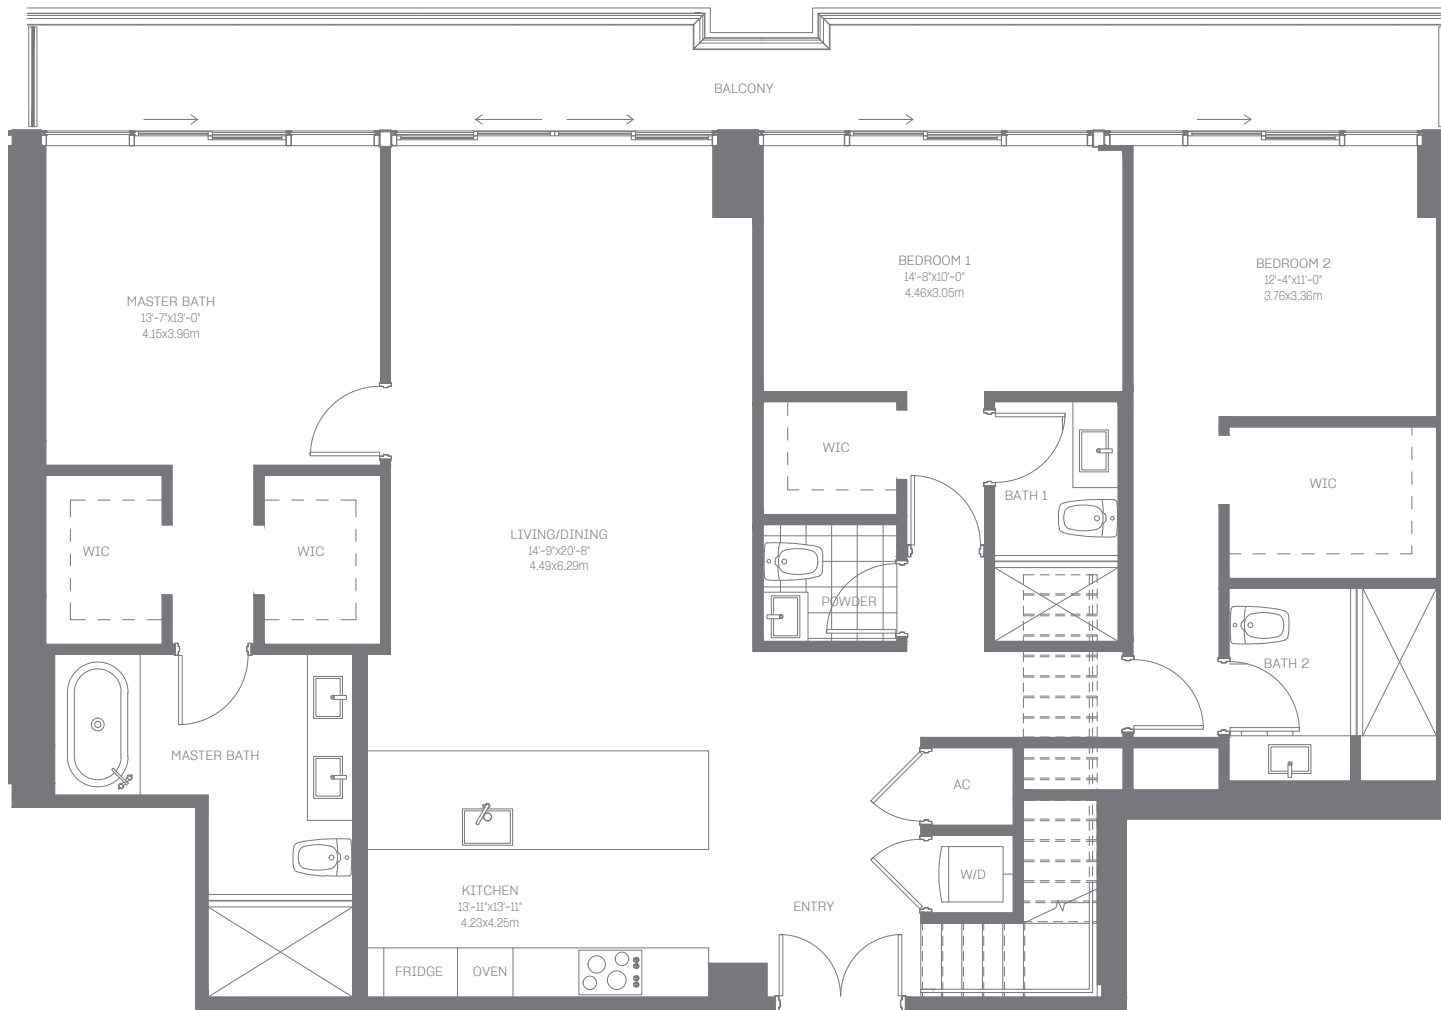 BALCONY
MASTER BATH
13'-7"x13'-0"
4.15x3.96m
BEDROOM 1
14'-8"x10'-0"
4.46x3.05m
BEDROOM 2
12'-4"x11'-0"
3.76x3.36m
WIC
WIC
LIVING/DINING
14'-9"x20'-8"
4.49x6.29m
WIC
BATH 1
WIC
POWDER
BATH 2
MASTER BATH
AC
W/D
KITCHEN
13'-11"x13'-11"
4.23x4.25m
ENTRY
FRIDGE
OVEN